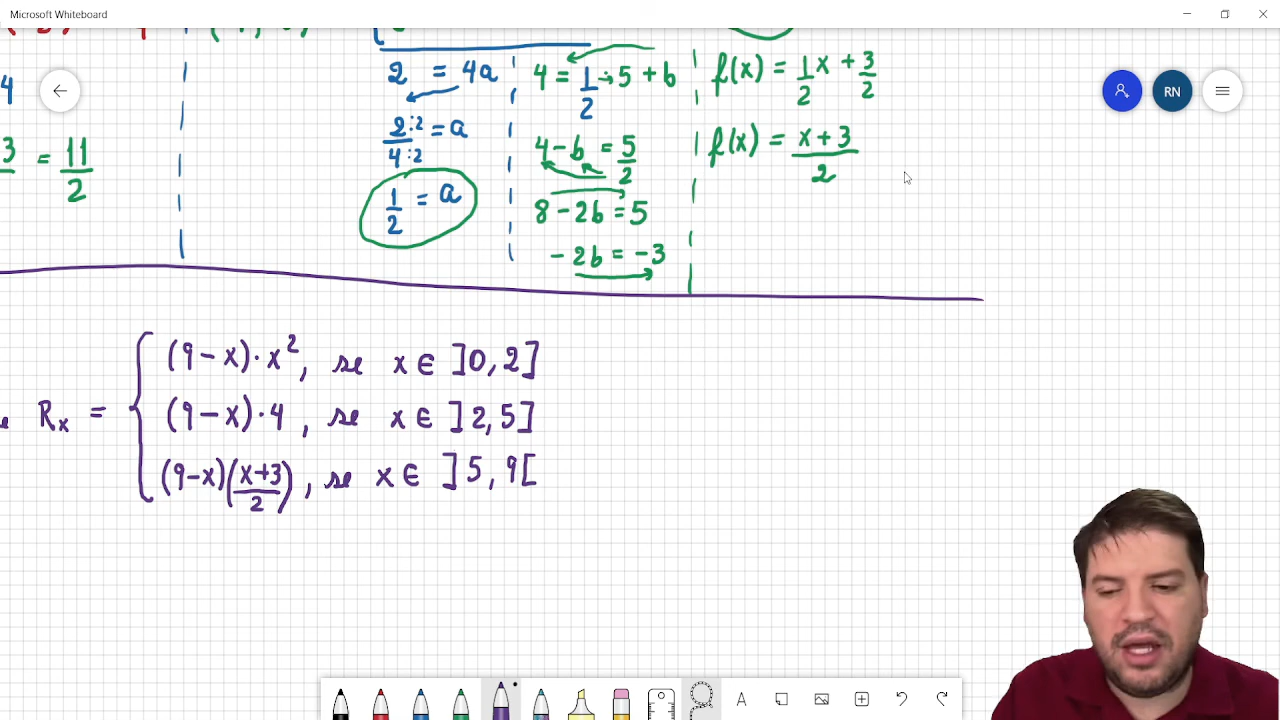 Microsoft Whiteboard
RN
4
3 = 11/2
2 = 4a
2:2/4:2 = a
1/2 = a
4 = 1/2 · 5 + b
4 - b = 5/2
8 - 2b = 5
- 2b = -3
f(x) = 1/2 x + 3/2
f(x) = x + 3/2
Rx = { (9 - x) · x², se x ∈ ]0, 2]
(9 - x) · 4, se x ∈ ]2, 5]
(9-x)(x+3/2), se x ∈ ]5, 9[